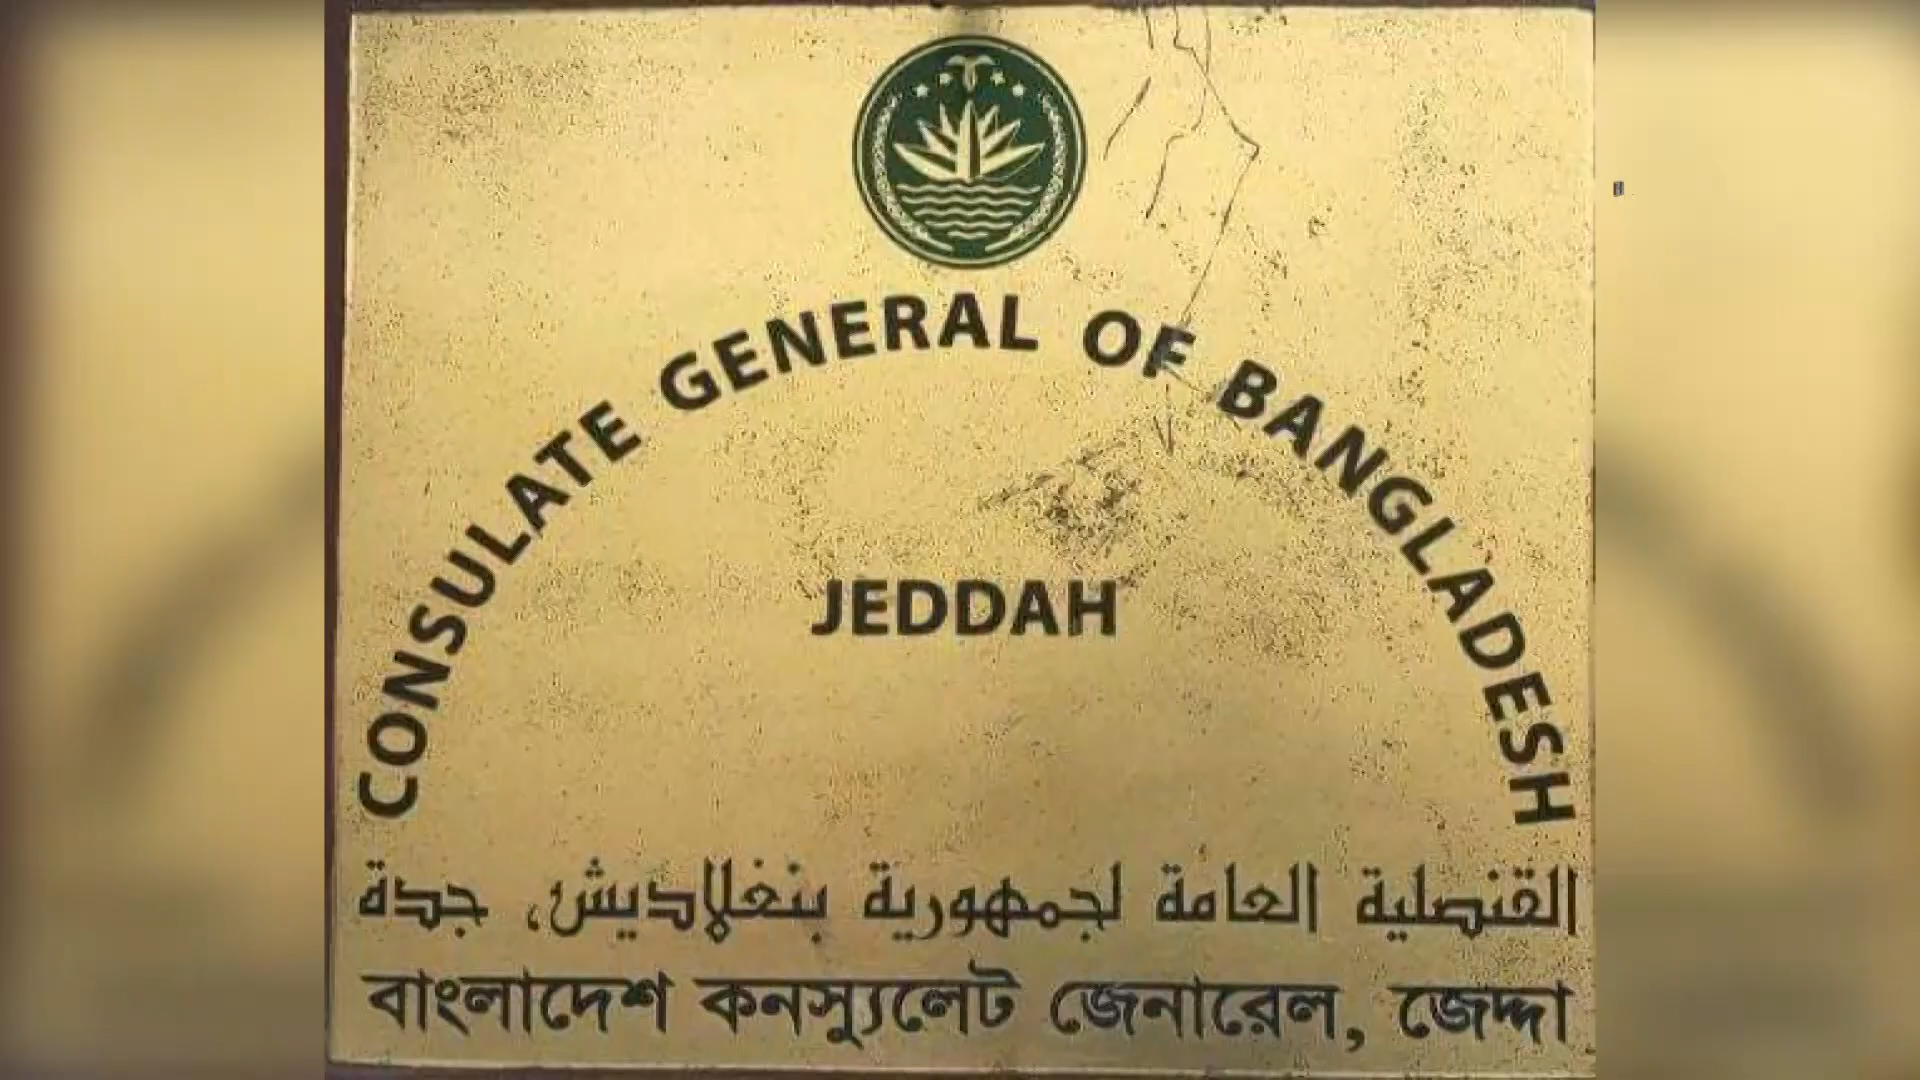 CONSULATE GENERAL OF BANGLADESH
JEDDAH
القنصلية العامة لجمهورية بنغلاديش، جدة
বাংলাদেশ কনস্যুলেট জেনারেল, জেদ্দা